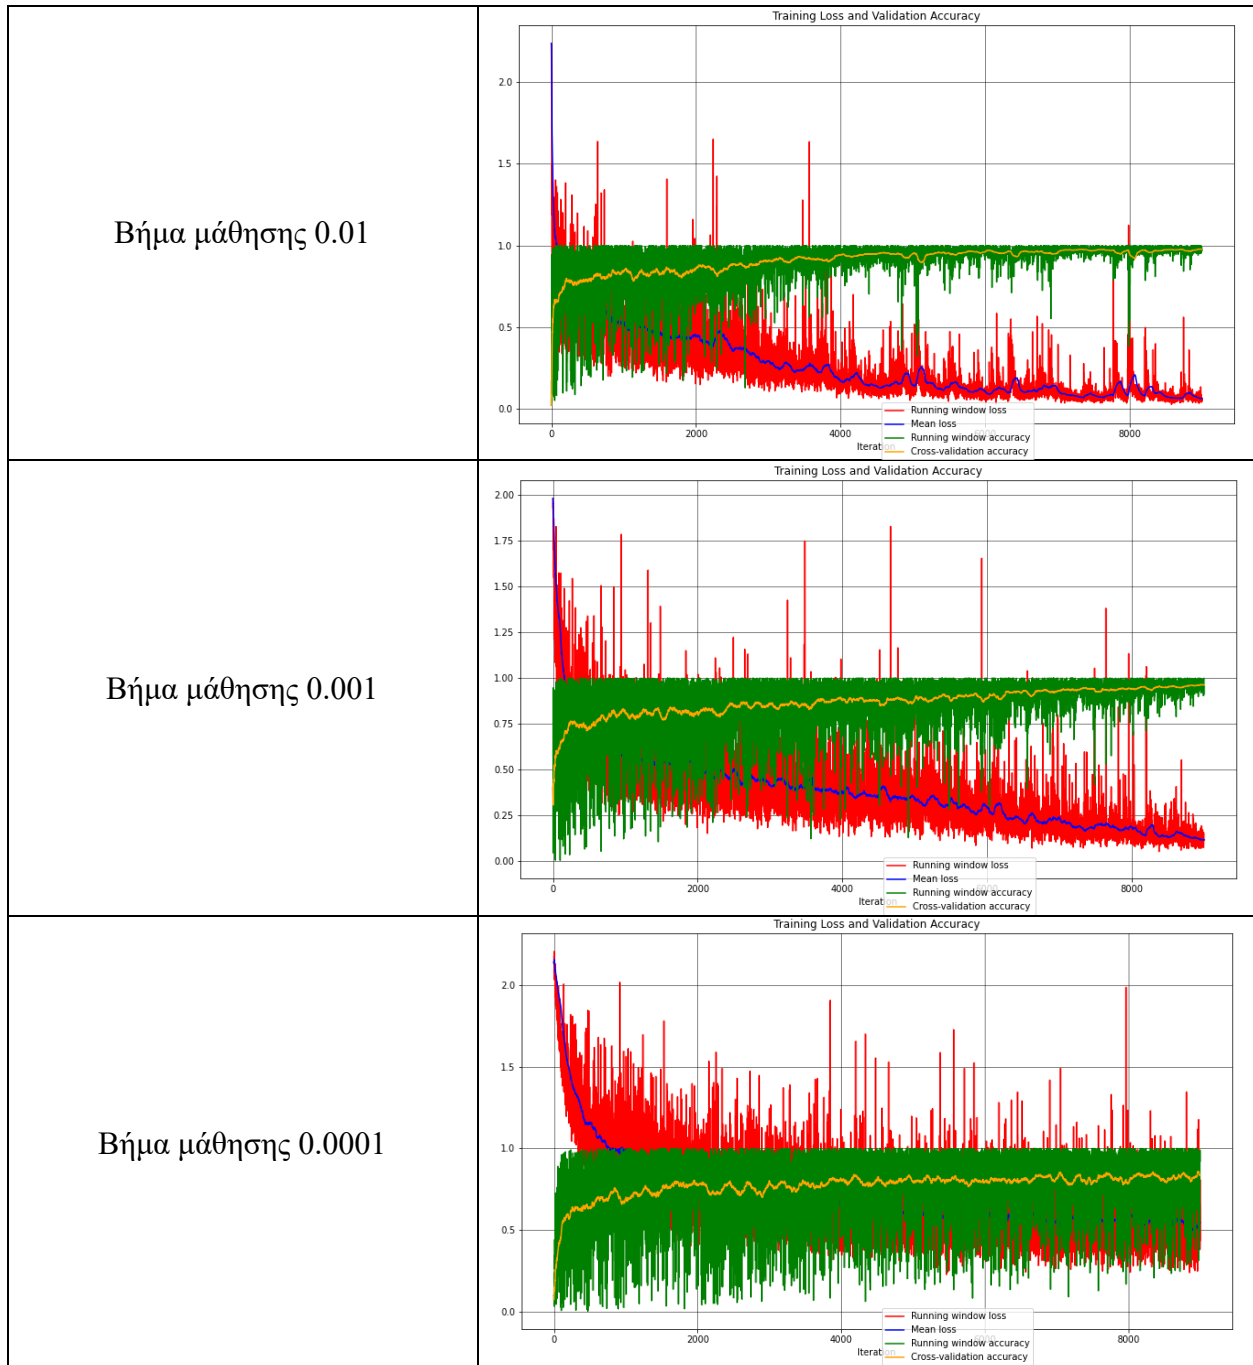 Training Loss and Validation Accuracy
2.0
1.5
1.0
0.5
0.0
0
2000
4000
6000
8000
Iteration
Running window loss
Mean loss
Running window accuracy
Cross-validation accuracy
Βήμα μάθησης 0.01
Training Loss and Validation Accuracy
2.00
1.75
1.50
1.25
1.00
0.75
0.50
0.25
0.00
0
2000
4000
6000
8000
Iteration
Running window loss
Mean loss
Running window accuracy
Cross-validation accuracy
Βήμα μάθησης 0.001
Training Loss and Validation Accuracy
2.0
1.5
1.0
0.5
0.0
0
2000
4000
6000
8000
Iteration
Running window loss
Mean loss
Running window accuracy
Cross-validation accuracy
Βήμα μάθησης 0.0001